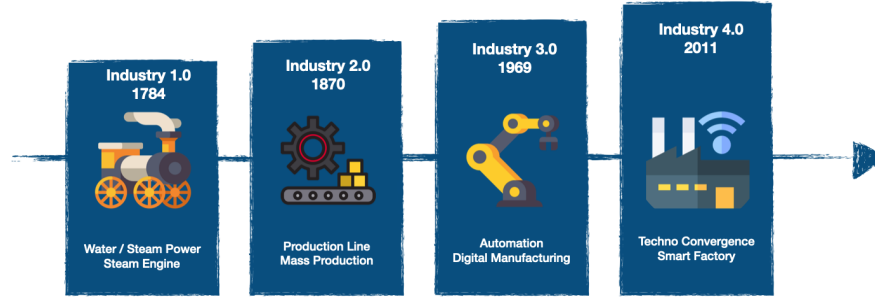 Industry 1.0
1784
Water / Steam Power
Steam Engine
Industry 2.0
1870
Production Line
Mass Production
Industry 3.0
1969
Automation
Digital Manufacturing
Industry 4.0
2011
Techno Convergence
Smart Factory